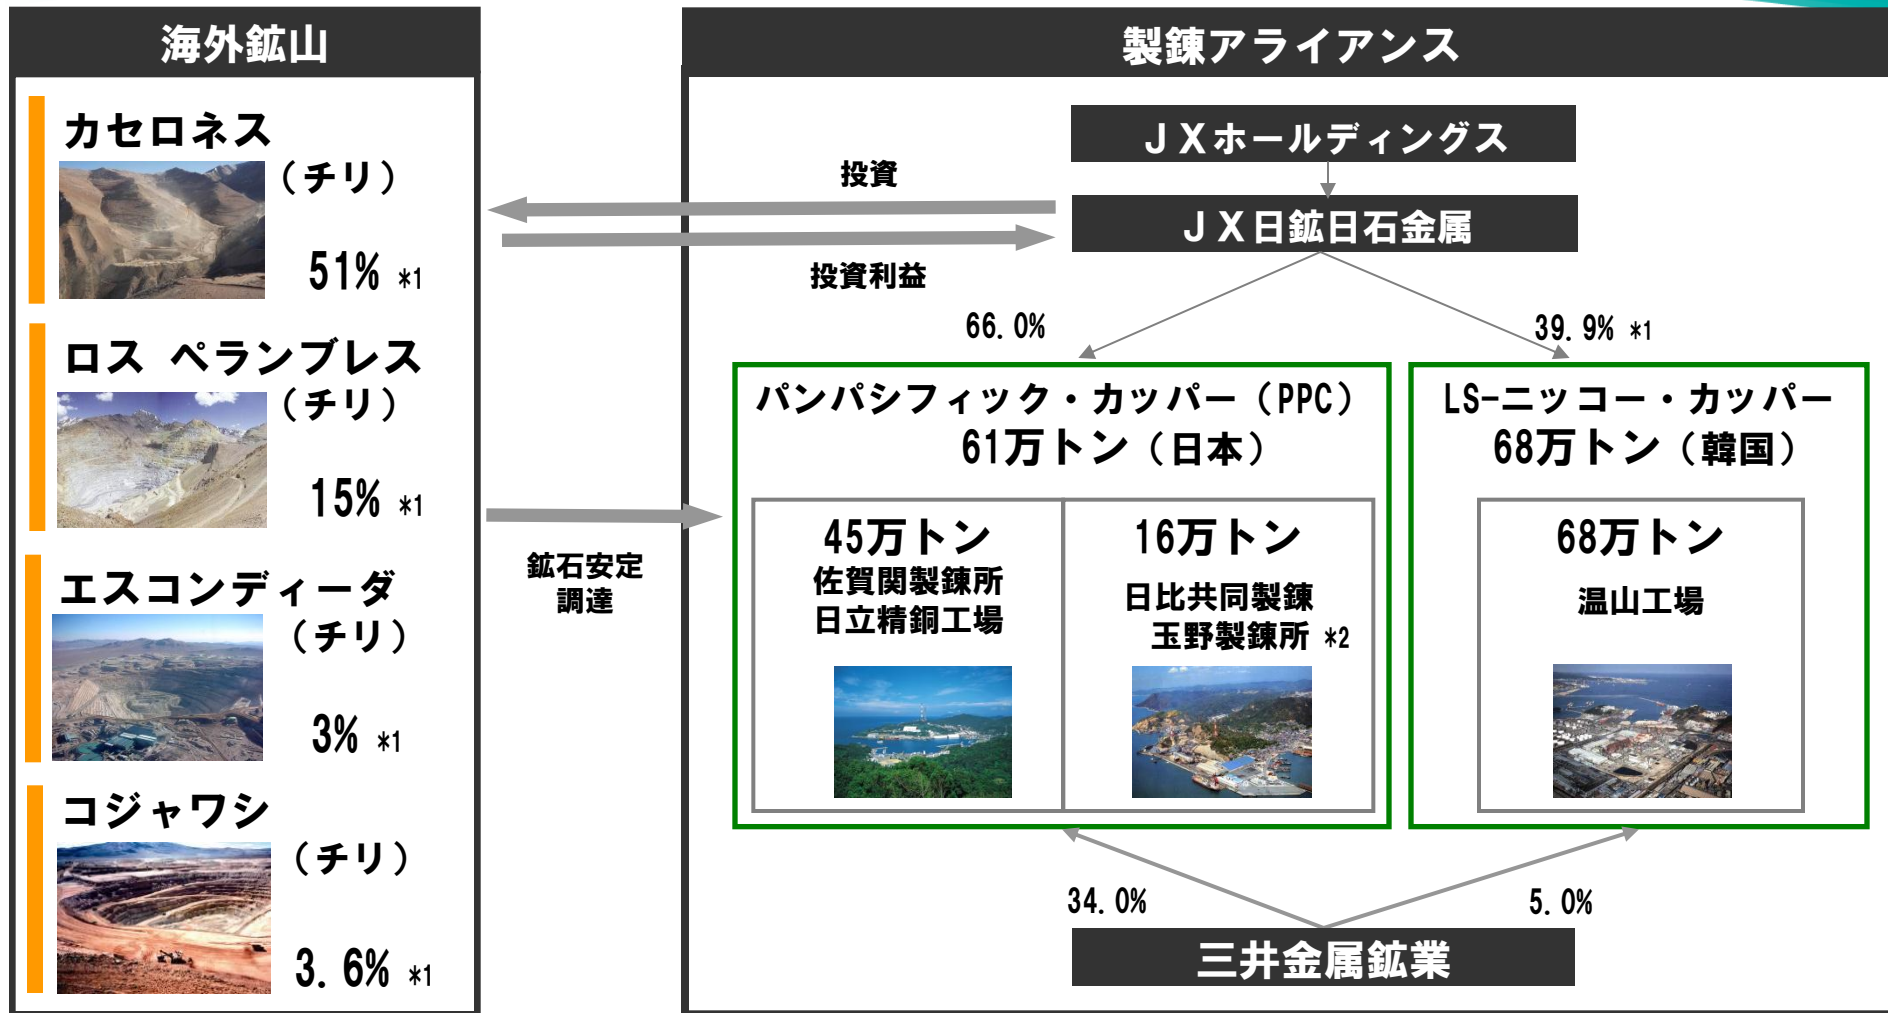 海外鉱山
カセロネス
（チリ）
51% *1
ロス ペランブレス
（チリ）
15% *1
エスコンディーダ
（チリ）
3% *1
コジャワシ
（チリ）
3.6% *1
投資
投資利益
鉱石安定
調達
製錬アライアンス
ＪＸホールディングス
ＪＸ日鉱日石金属
66.0%
39.9% *1
パンパシフィック・カッパー（PPC）
61万トン（日本）
45万トン
佐賀関製錬所
日立精銅工場
16万トン
日比共同製錬
玉野製錬所 *2
LS-ニッコー・カッパー
68万トン（韓国）
68万トン
温山工場
34.0%
5.0%
三井金属鉱業